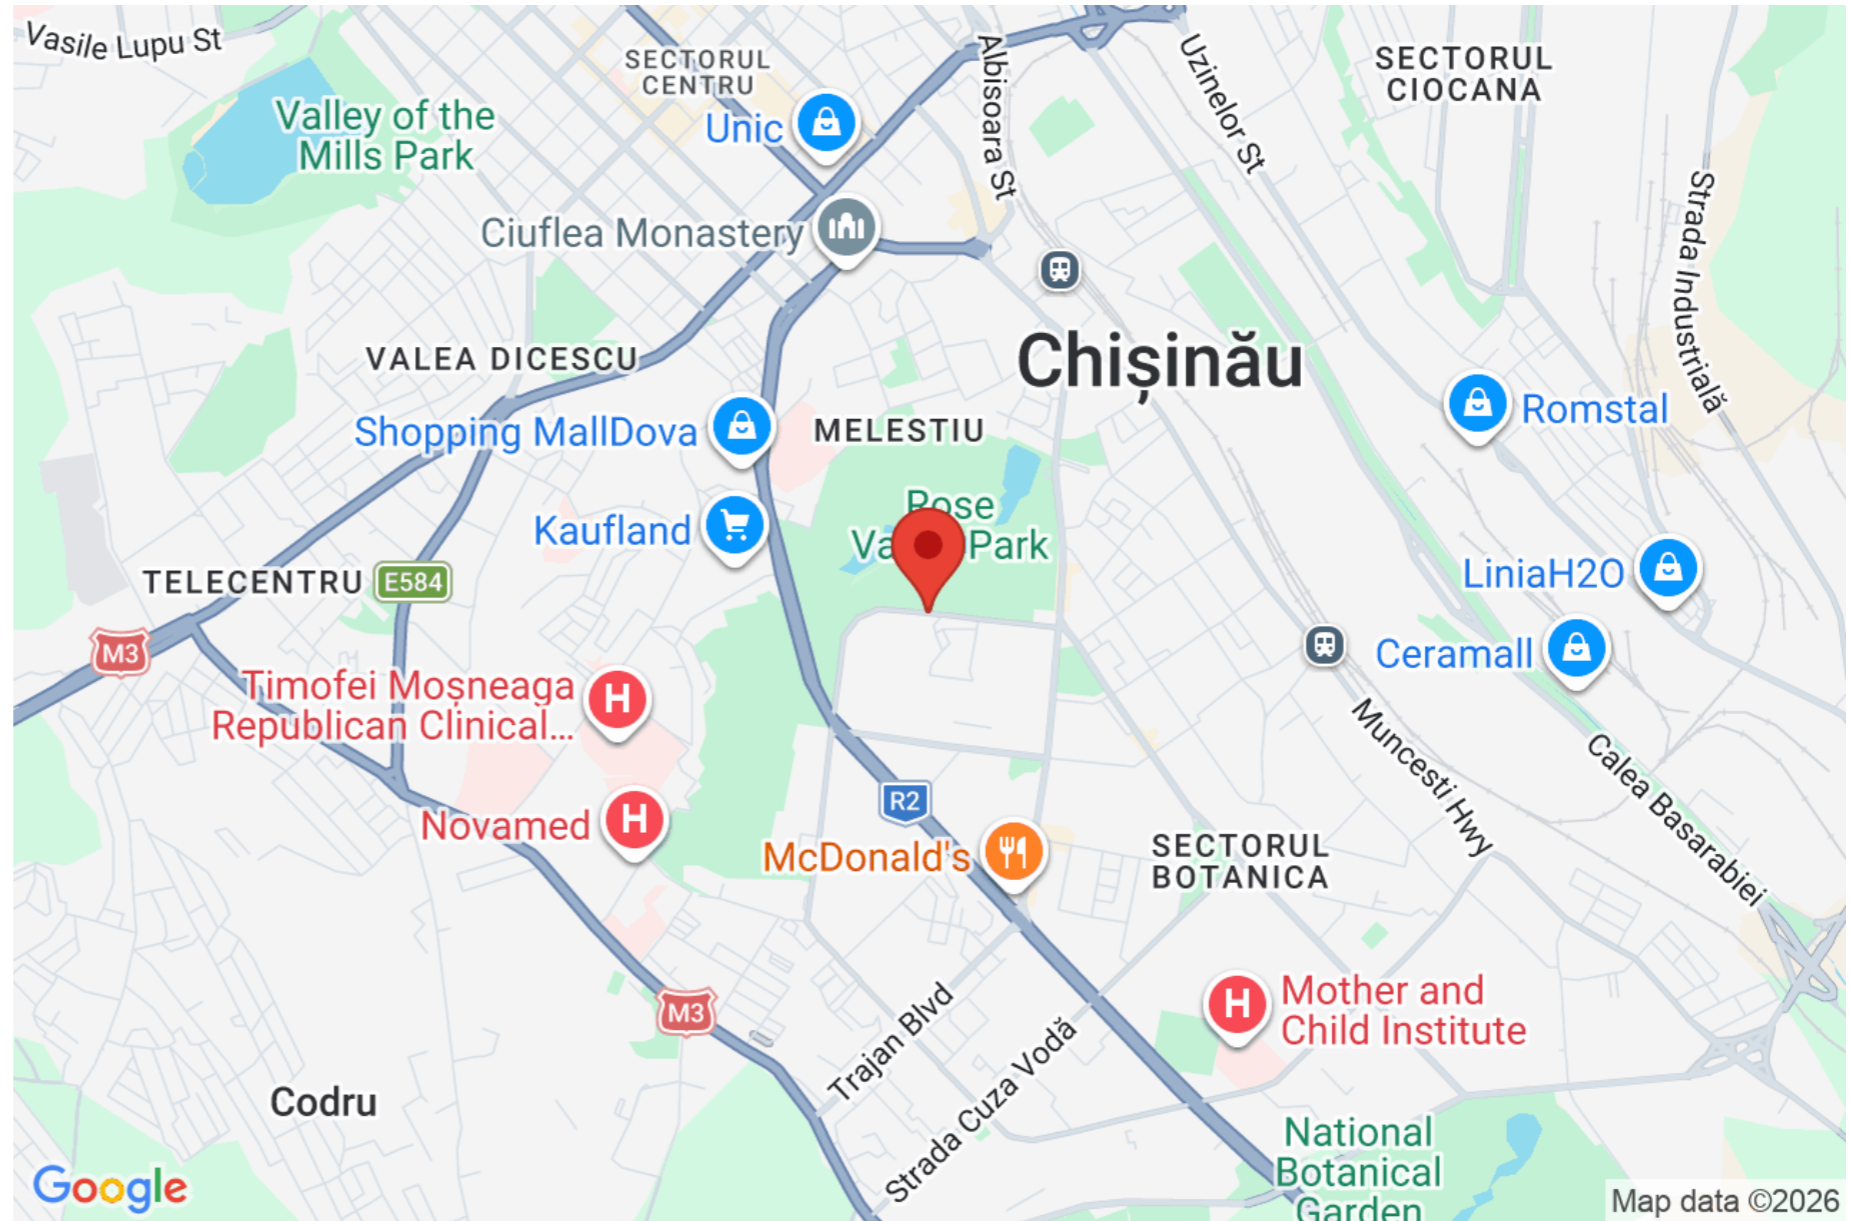 Vasile Lupu St
SECTORUL
CENTRU
Albisoara St
Uzinelor St
SECTORUL
CIOCANA
Valley of the
Mills Park
Unic
Strada Industrială
Ciuflea Monastery
Chișinău
VALEA DICESCU
Shopping MallDova
MELESTIU
Romstal
Rose
Park
Kaufland
TELECENTRU
E584
LiniaH2O
M3
Ceramall
Timofei Moșneaga
Republican Clinical...
H
Muncesti Hwy
Calea Basarabiei
R2
Novamed
H
McDonald's
SECTORUL
BOTANICA
M3
Trajan Blvd
Strada Cuza Vodă
H
Mother and
Child Institute
Codru
National
Botanical
Garden
Google
Map data ©2026